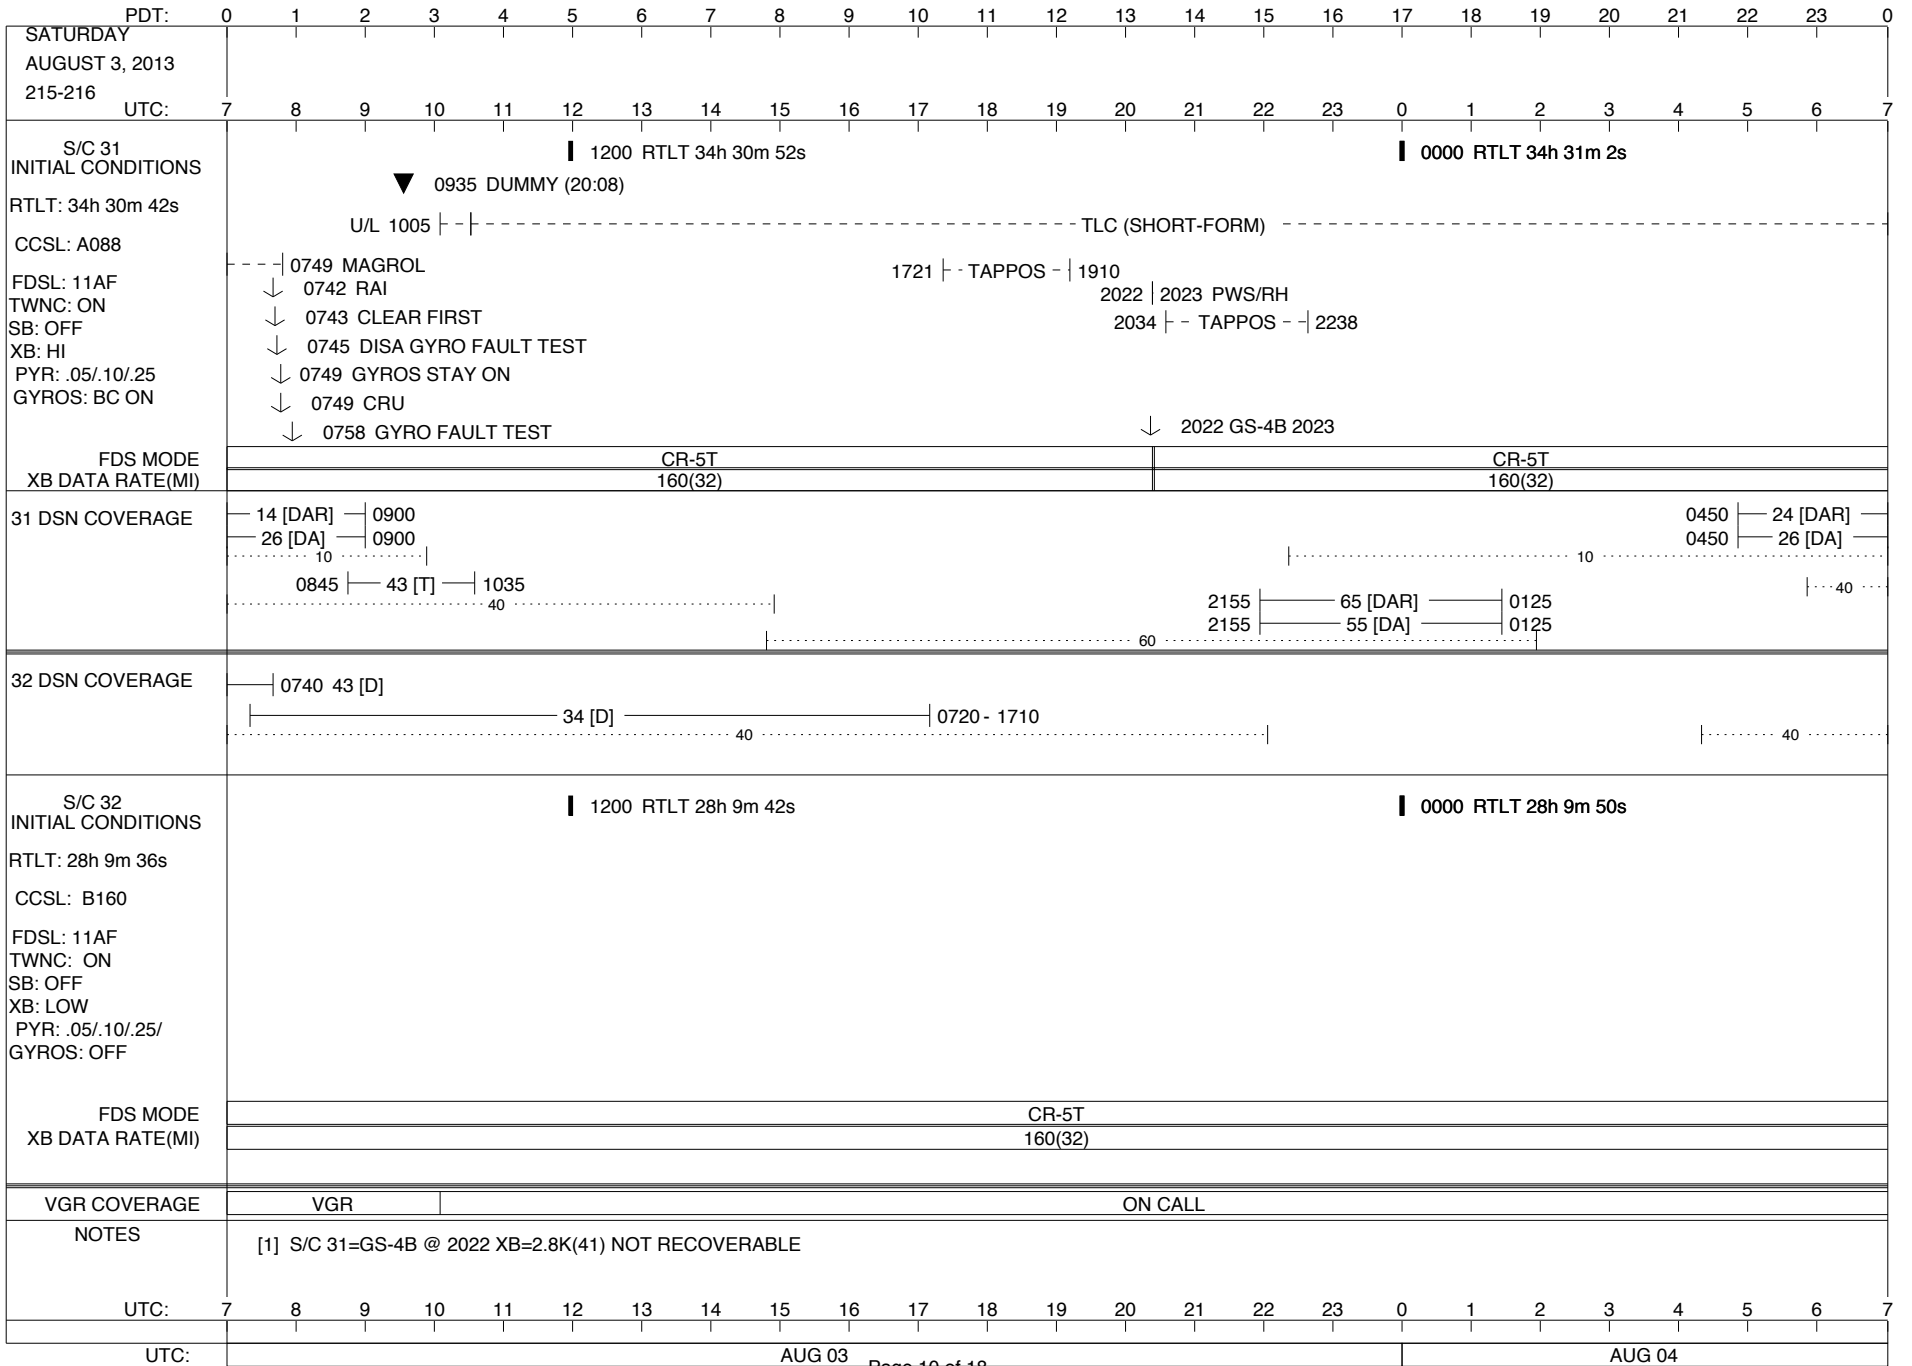 PDT: 0 1 2 3 4 5 6 7 8 9 10 11 12 13 14 15 16 17 18 19 20 21 22 23 0
SATURDAY
AUGUST 3, 2013
215-216
UTC: 7 8 9 10 11 12 13 14 15 16 17 18 19 20 21 22 23 0 1 2 3 4 5 6 7
S/C 31
INITIAL CONDITIONS
RTLT: 34h 30m 42s
CCSL: A088
FDSL: 11AF
TWNC: ON
SB: OFF
XB: HI
PYR: .05/.10/.25
GYROS: BC ON
1200 RTLT 34h 30m 52s
0000 RTLT 34h 31m 2s
0935 DUMMY (20:08)
U/L 1005 TLC (SHORT-FORM)
0749 MAGROL
1721 TAPPOS 1910
0742 RAI
2022 2023 PWS/RH
0743 CLEAR FIRST
2034 TAPPOS 2238
0745 DISA GYRO FAULT TEST
0749 GYROS STAY ON
0749 CRU
0758 GYRO FAULT TEST
2022 GS-4B 2023
FDS MODE CR-5T CR-5T
XB DATA RATE(MI) 160(32) 160(32)
31 DSN COVERAGE
14 [DAR] 0900
0450 24 [DAR]
26 [DA] 0900
0450 26 [DA]
10
10
0845 43 [T] 1035
40
40
2155 65 [DAR] 0125
2155 55 [DA] 0125
60
32 DSN COVERAGE
0740 43 [D]
34 [D] 0720 - 1710
40
40
S/C 32
INITIAL CONDITIONS
RTLT: 28h 9m 36s
CCSL: B160
FDSL: 11AF
TWNC: ON
SB: OFF
XB: LOW
PYR: .05/.10/.25/
GYROS: OFF
1200 RTLT 28h 9m 42s
0000 RTLT 28h 9m 50s
FDS MODE CR-5T
XB DATA RATE(MI) 160(32)
VGR COVERAGE VGR ON CALL
NOTES
[1] S/C 31=GS-4B @ 2022 XB=2.8K(41) NOT RECOVERABLE
UTC: 7 8 9 10 11 12 13 14 15 16 17 18 19 20 21 22 23 0 1 2 3 4 5 6 7
UTC: AUG 03 AUG 04